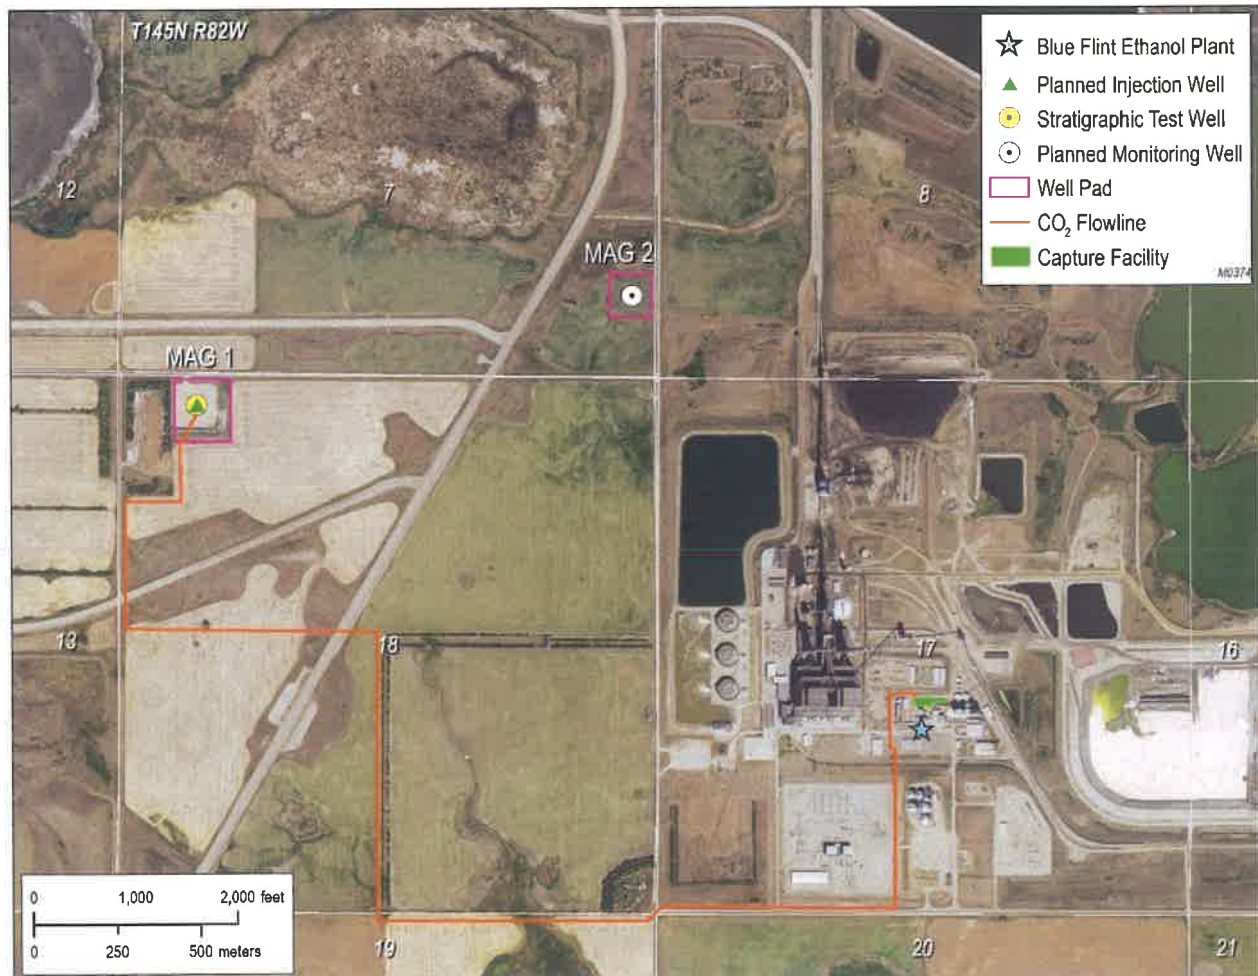 T145N R82W
Blue Flint Ethanol Plant
Planned Injection Well
Stratigraphic Test Well
Planned Monitoring Well
Well Pad
CO₂ Flowline
Capture Facility
M0374
12
7
8
MAG 2
MAG 1
13
18
17
16
0 1,000 2,000 feet
0 250 500 meters
19
20
21